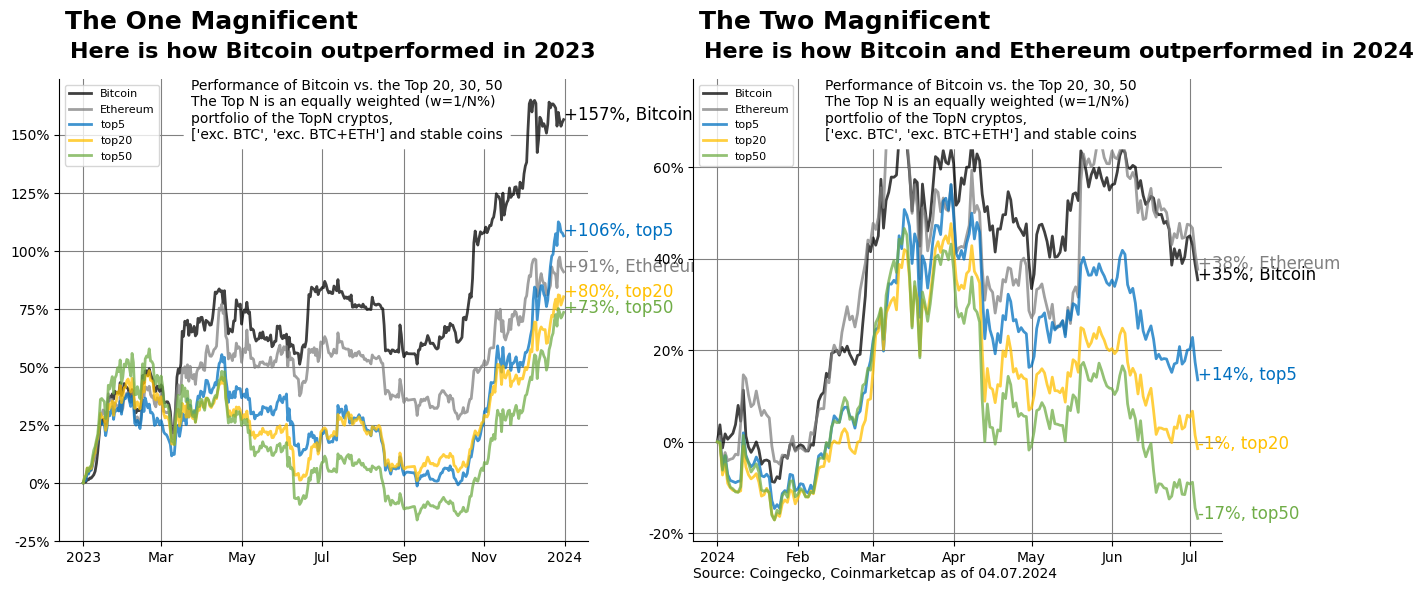 The One Magnificent
Here is how Bitcoin outperformed in 2023
Performance of Bitcoin vs. the Top 20, 30, 50
The Top N is an equally weighted (w=1/N%)
portfolio of the TopN cryptos,
['exc. BTC', 'exc. BTC+ETH'] and stable coins
Bitcoin
Ethereum
top5
top20
top50
150%
125%
100%
75%
50%
25%
0%
-25%
+157%, Bitcoin
+106%, top5
+91%, Ethereum
+80%, top20
+73%, top50
2023
Mar
May
Jul
Sep
Nov
2024
The Two Magnificent
Here is how Bitcoin and Ethereum outperformed in 2024
Performance of Bitcoin vs. the Top 20, 30, 50
The Top N is an equally weighted (w=1/N%)
portfolio of the TopN cryptos,
['exc. BTC', 'exc. BTC+ETH'] and stable coins
Bitcoin
Ethereum
top5
top20
top50
60%
40%
20%
0%
-20%
+38%, Ethereum
+35%, Bitcoin
+14%, top5
-1%, top20
-17%, top50
2024
Feb
Mar
Apr
May
Jun
Jul
Source: Coingecko, Coinmarketcap as of 04.07.2024